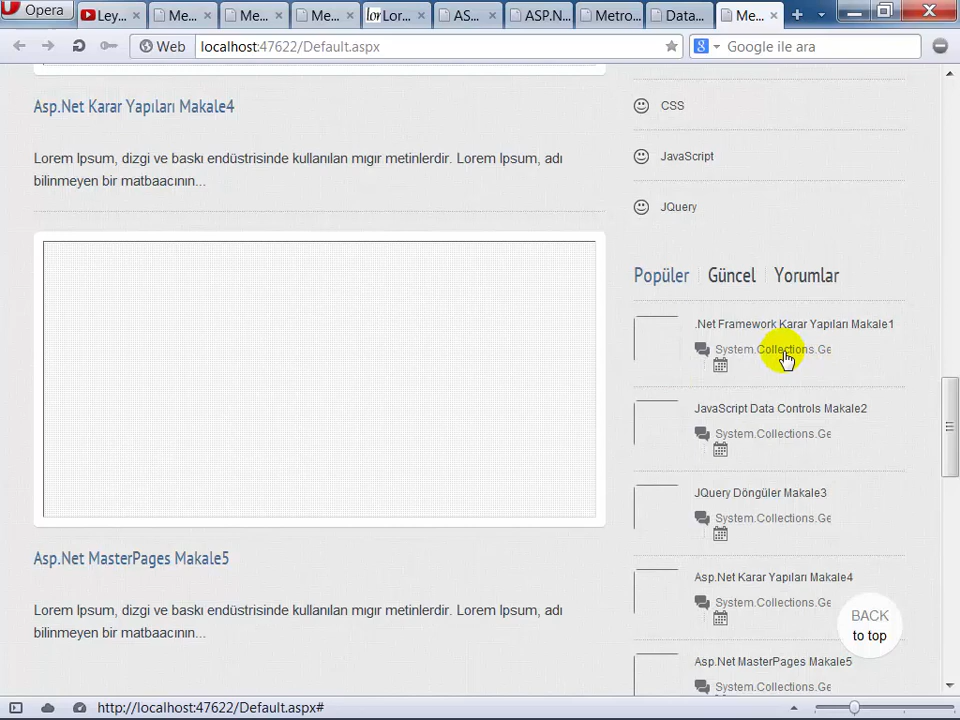 Opera
Ley...
Me...
Me...
Me...
Lor...
AS...
ASP.N...
Metro...
Data...
Me...
Web
localhost:47622/Default.aspx
Google ile ara
Asp.Net Karar Yapıları Makale4
Lorem Ipsum, dizgi ve baskı endüstrisinde kullanılan mıgır metinlerdir. Lorem Ipsum, adı
bilinmeyen bir matbaacının...
Asp.Net MasterPages Makale5
Lorem Ipsum, dizgi ve baskı endüstrisinde kullanılan mıgır metinlerdir. Lorem Ipsum, adı
bilinmeyen bir matbaacının...
CSS
JavaScript
JQuery
Popüler Güncel Yorumlar
.Net Framework Karar Yapıları Makale1
System.Collections.Ge
JavaScript Data Controls Makale2
System.Collections.Ge
JQuery Döngüler Makale3
System.Collections.Ge
Asp.Net Karar Yapıları Makale4
System.Collections.Ge
BACK
to top
Asp.Net MasterPages Makale5
System.Collections.Ge
http://localhost:47622/Default.aspx#